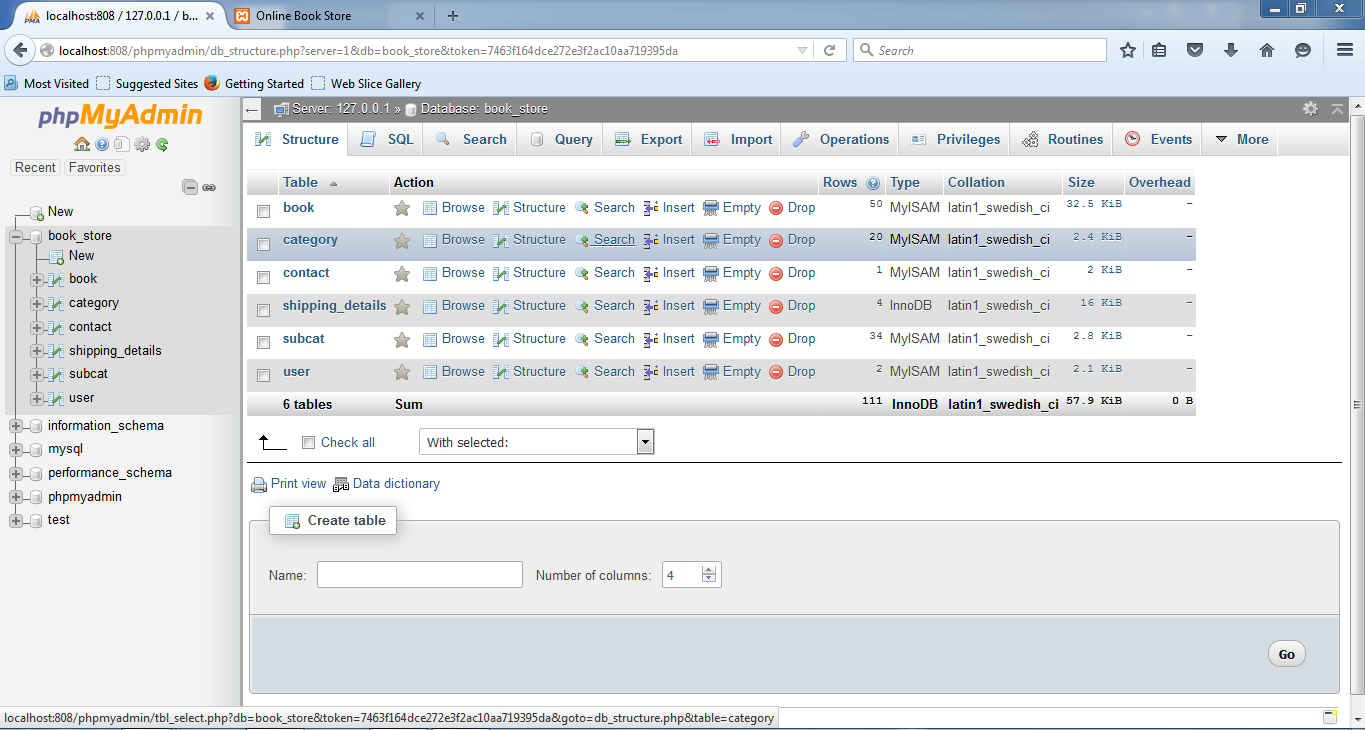 localhost:808 / 127.0.0.1 / b...
Online Book Store
localhost:808/phpmyadmin/db_structure.php?server=1&db=book_store&token=7463f164dce272e3f2ac10aa719395da
Search
Most Visited Suggested Sites Getting Started Web Slice Gallery
phpMyAdmin
Recent Favorites
New
book_store
New
book
category
contact
shipping_details
subcat
user
information_schema
mysql
performance_schema
phpmyadmin
test
Server: 127.0.0.1 » Database: book_store
Structure SQL Search Query Export Import Operations Privileges Routines Events More
Table Action Rows Type Collation Size Overhead
book Browse Structure Search Insert Empty Drop 50 MyISAM latin1_swedish_ci 32.5 KiB -
category Browse Structure Search Insert Empty Drop 20 MyISAM latin1_swedish_ci 2.4 KiB -
contact Browse Structure Search Insert Empty Drop 1 MyISAM latin1_swedish_ci 2 KiB -
shipping_details Browse Structure Search Insert Empty Drop 4 InnoDB latin1_swedish_ci 16 KiB -
subcat Browse Structure Search Insert Empty Drop 34 MyISAM latin1_swedish_ci 2.8 KiB -
user Browse Structure Search Insert Empty Drop 2 MyISAM latin1_swedish_ci 2.1 KiB -
6 tables Sum 111 InnoDB latin1_swedish_ci 57.9 KiB 0 B
Check all With selected:
Print view Data dictionary
Create table
Name: Number of columns: 4
Go
localhost:808/phpmyadmin/tbl_select.php?db=book_store&token=7463f164dce272e3f2ac10aa719395da&goto=db_structure.php&table=category